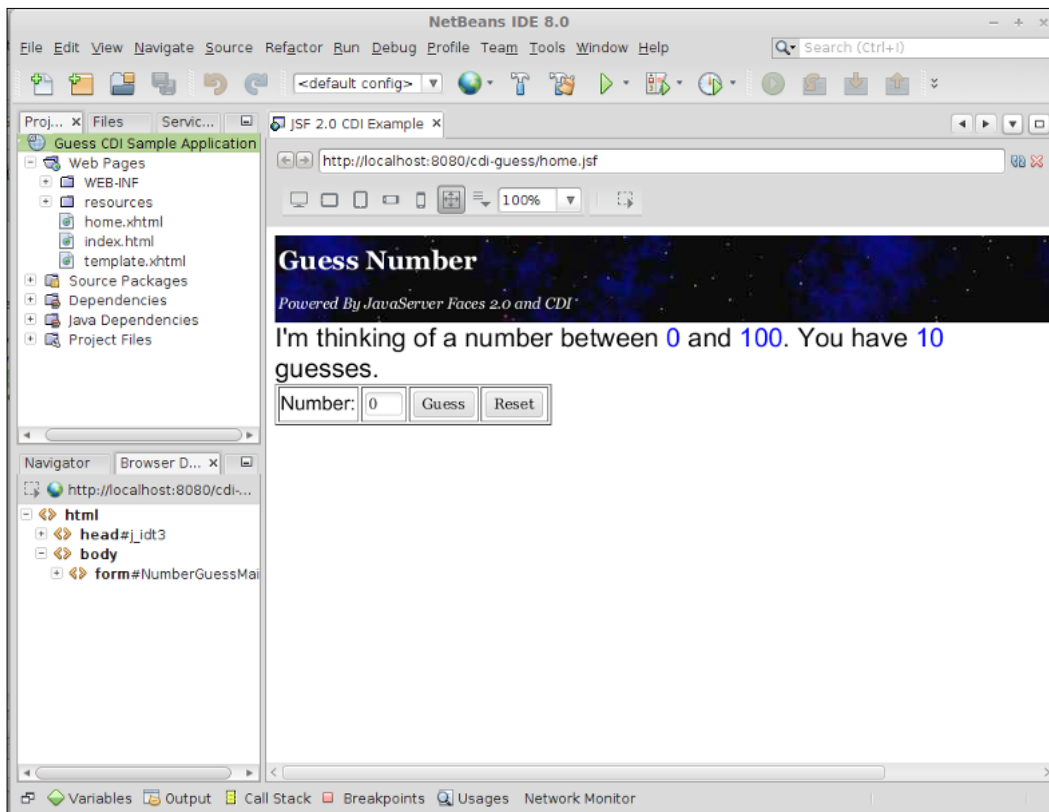 NetBeans IDE 8.0
File Edit View Navigate Source Refactor Run Debug Profile Team Tools Window Help
Search (Ctrl+I)
<default config>
Proj... Files Servic...
Guess CDI Sample Application
Web Pages
WEB-INF
resources
home.xhtml
index.html
template.xhtml
Source Packages
Dependencies
Java Dependencies
Project Files
JSF 2.0 CDI Example
http://localhost:8080/cdi-guess/home.jsf
100%
Guess Number
Powered By JavaServer Faces 2.0 and CDI
I'm thinking of a number between 0 and 100. You have 10
guesses.
Number: 0 Guess Reset
Navigator Browser D...
http://localhost:8080/cdi-...
html
head#j_idt3
body
form#NumberGuessMai
Variables Output Call Stack Breakpoints Usages Network Monitor